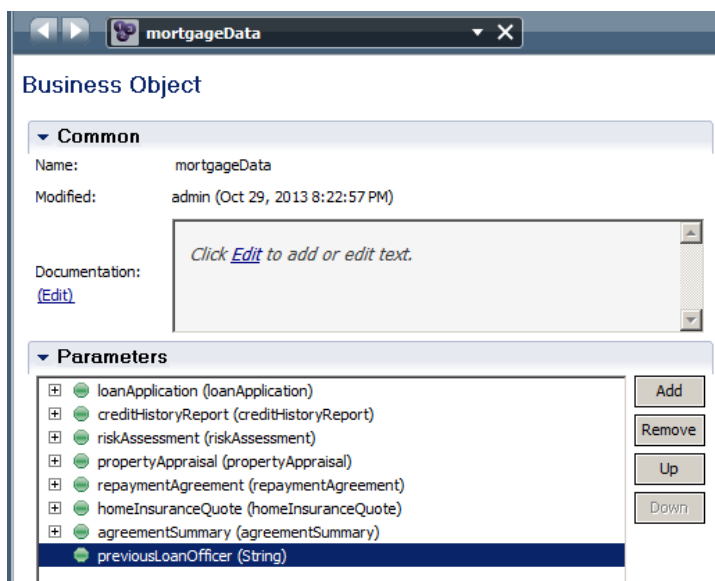 mortgageData
Business Object
Common
Name: mortgageData
Modified: admin (Oct 29, 2013 8:22:57 PM)
Click Edit to add or edit text.
Documentation:
(Edit)
Parameters
loanApplication (loanApplication)
creditHistoryReport (creditHistoryReport)
riskAssessment (riskAssessment)
propertyAppraisal (propertyAppraisal)
repaymentAgreement (repaymentAgreement)
homeInsuranceQuote (homeInsuranceQuote)
agreementSummary (agreementSummary)
previousLoanOfficer (String)
Add
Remove
Up
Down